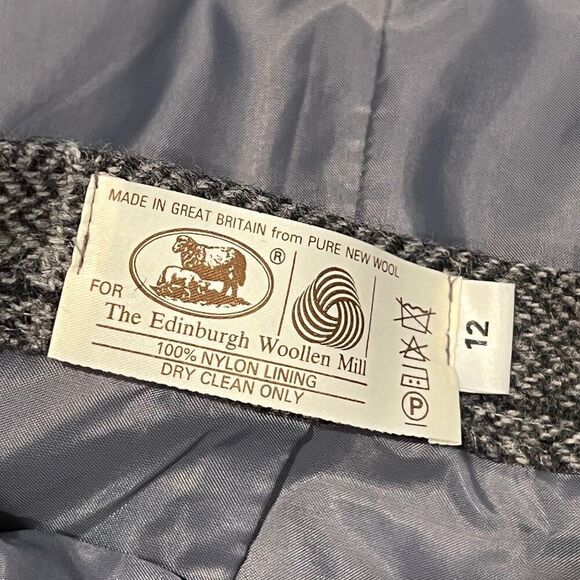 MADE IN GREAT BRITAIN from PURE NEW WOOL
®
FOR
The Edinburgh Woollen Mill
100% NYLON LINING
DRY CLEAN ONLY
P
12